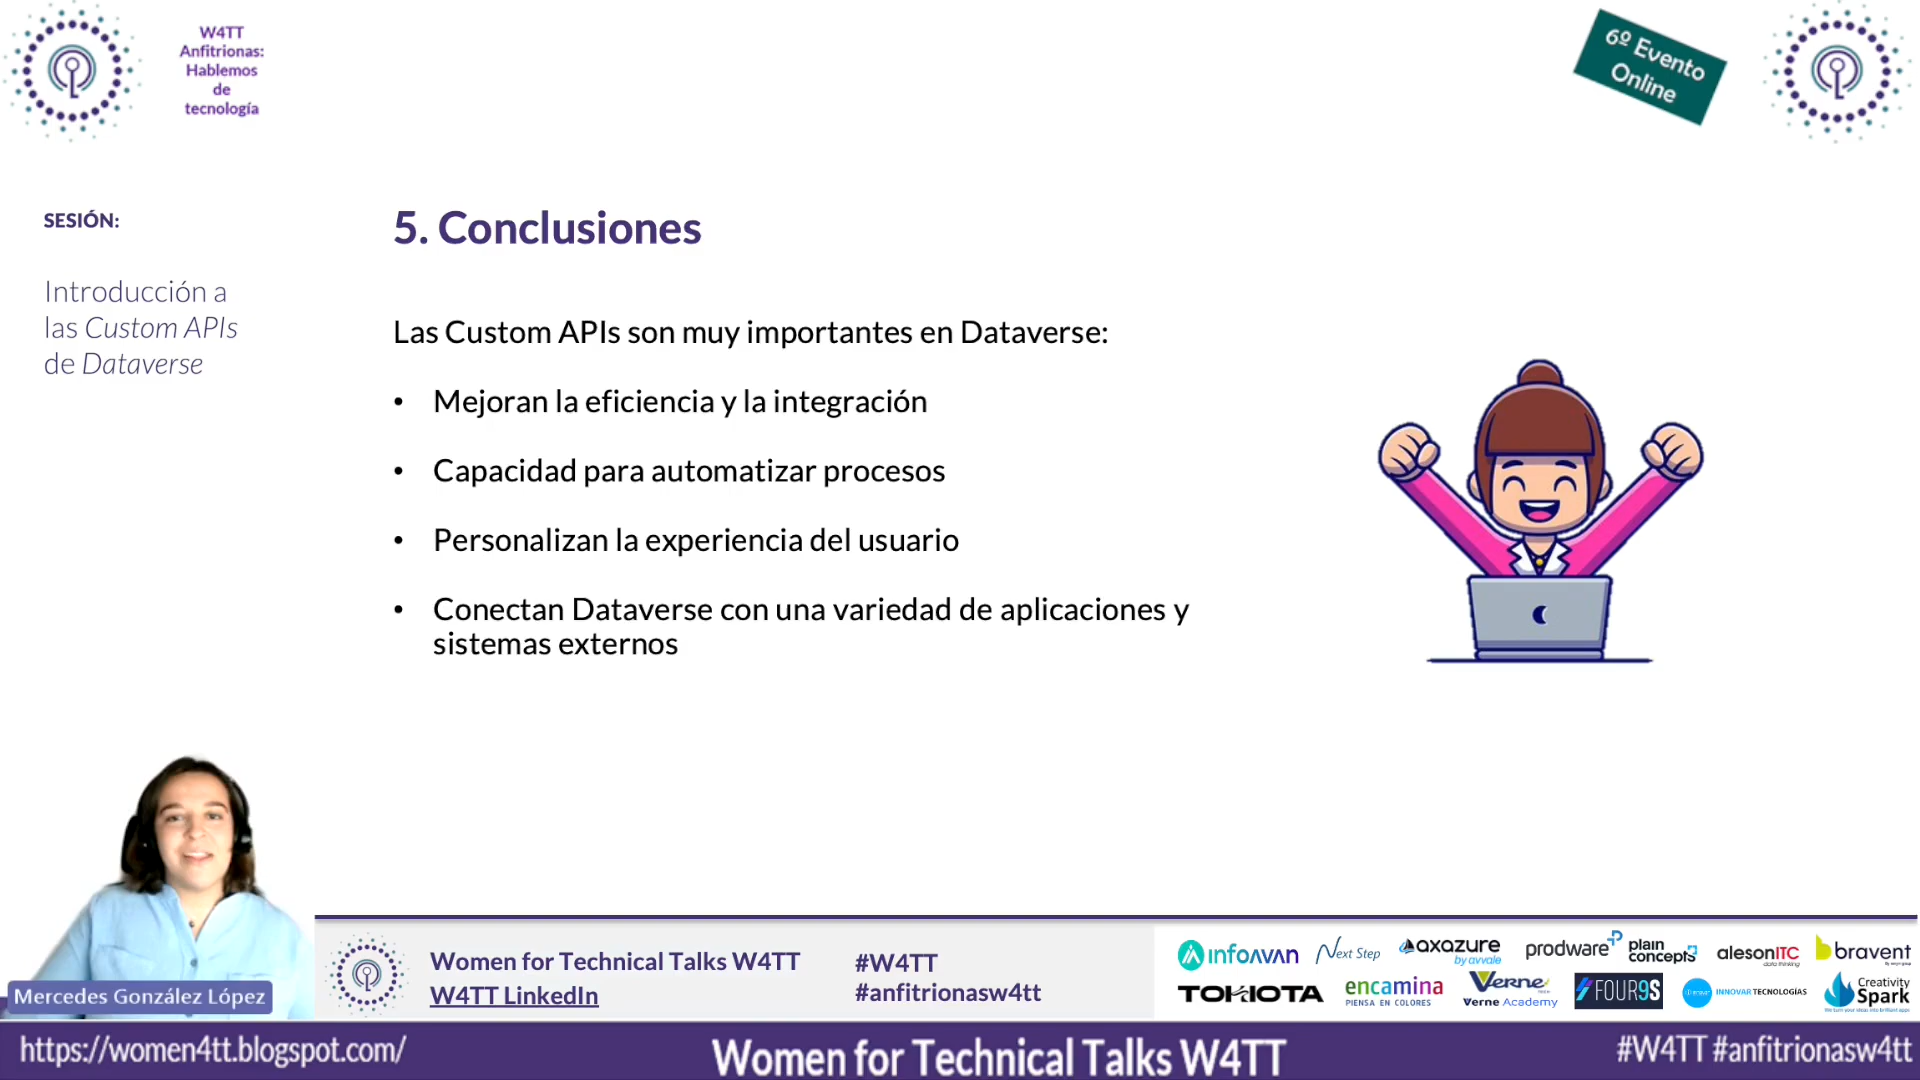 W4TT
Anfitrionas:
Hablemos
de
tecnología
6º Evento
Online
SESIÓN:
Introducción a
las Custom APIs
de Dataverse
5. Conclusiones
Las Custom APIs son muy importantes en Dataverse:
• Mejoran la eficiencia y la integración
• Capacidad para automatizar procesos
• Personalizan la experiencia del usuario
• Conectan Dataverse con una variedad de aplicaciones y
sistemas externos
Mercedes González López
Women for Technical Talks W4TT
W4TT LinkedIn
#W4TT
#anfitrionasw4tt
infoavan
Next Step
axazure
by avvale
prodware
plain
concepts
alesonITC
data thinking
bravent
TOKIOTA
encamina
PIENSA EN COLORES
Verne
Verne Academy
FOUR9S
INNOVAR TECNOLOGÍAS
Creativity
Spark
https://women4tt.blogspot.com/
Women for Technical Talks W4TT
#W4TT #anfitrionasw4tt